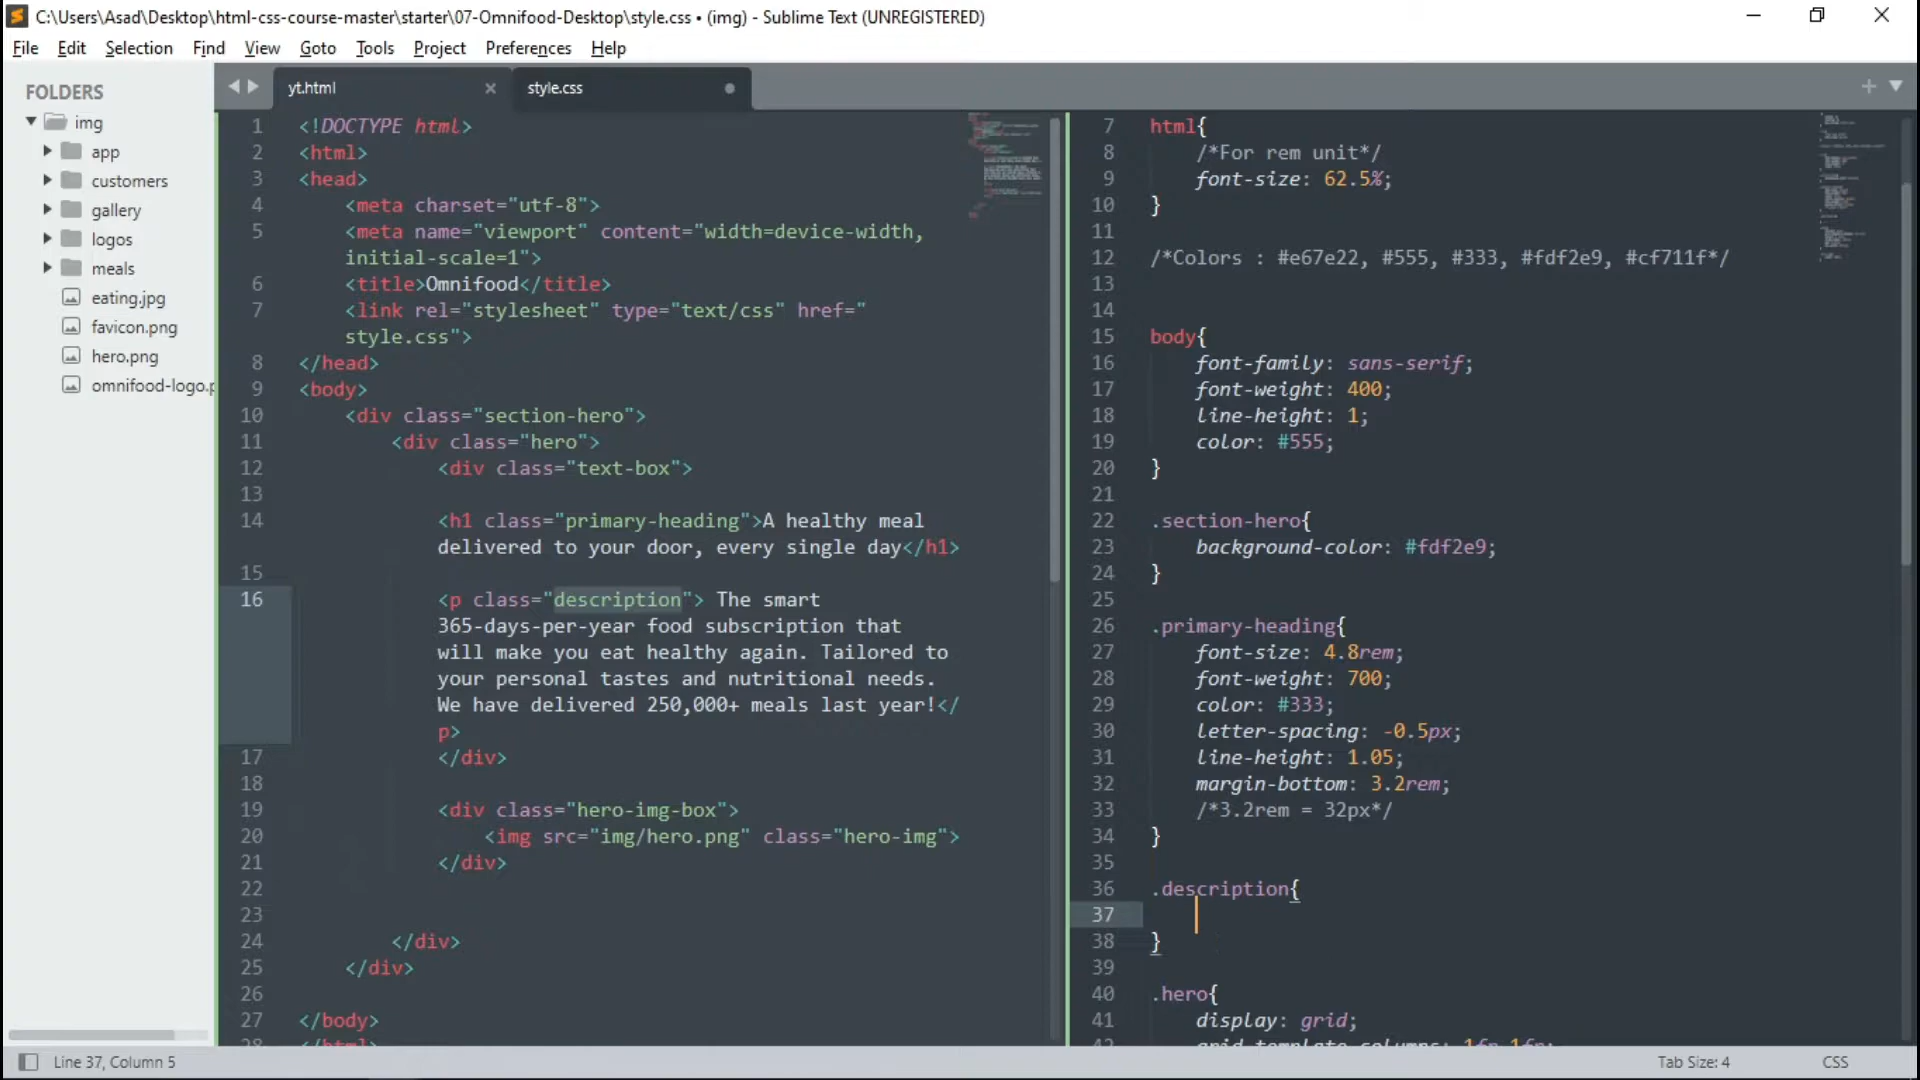 C:\Users\Asad\Desktop\html-css-course-master\starter\07-Omnifood-Desktop\style.css • (img) - Sublime Text (UNREGISTERED)
File Edit Selection Find View Goto Tools Project Preferences Help
FOLDERS
img
app
customers
gallery
logos
meals
eating.jpg
favicon.png
hero.png
omnifood-logo.p
yt.html
style.css
1 <!DOCTYPE html>
2 <html>
3 <head>
4 <meta charset="utf-8">
5 <meta name="viewport" content="width=device-width,
initial-scale=1">
6 <title>Omnifood</title>
7 <link rel="stylesheet" type="text/css" href="
style.css">
8 </head>
9 <body>
10 <div class="section-hero">
11 <div class="hero">
12 <div class="text-box">
13
14 <h1 class="primary-heading">A healthy meal
delivered to your door, every single day</h1>
15
16 <p class="description"> The smart
365-days-per-year food subscription that
will make you eat healthy again. Tailored to
your personal tastes and nutritional needs.
We have delivered 250,000+ meals last year!</
p>
17 </div>
18
19 <div class="hero-img-box">
20 <img src="img/hero.png" class="hero-img">
21 </div>
22
23
24 </div>
25 </div>
26
27 </body>
28 </html>
7 html{
8 /*For rem unit*/
9 font-size: 62.5%;
10 }
11
12 /*Colors : #e67e22, #555, #333, #fdf2e9, #cf711f*/
13
14
15 body{
16 font-family: sans-serif;
17 font-weight: 400;
18 line-height: 1;
19 color: #555;
20 }
21
22 .section-hero{
23 background-color: #fdf2e9;
24 }
25
26 .primary-heading{
27 font-size: 4.8rem;
28 font-weight: 700;
29 color: #333;
30 letter-spacing: -0.5px;
31 line-height: 1.05;
32 margin-bottom: 3.2rem;
33 /*3.2rem = 32px*/
34 }
35
36 .description{
37
38 }
39
40 .hero{
41 display: grid;
42 grid-template-columns: 1fr 1fr;
Line 37, Column 5
Tab Size: 4
CSS